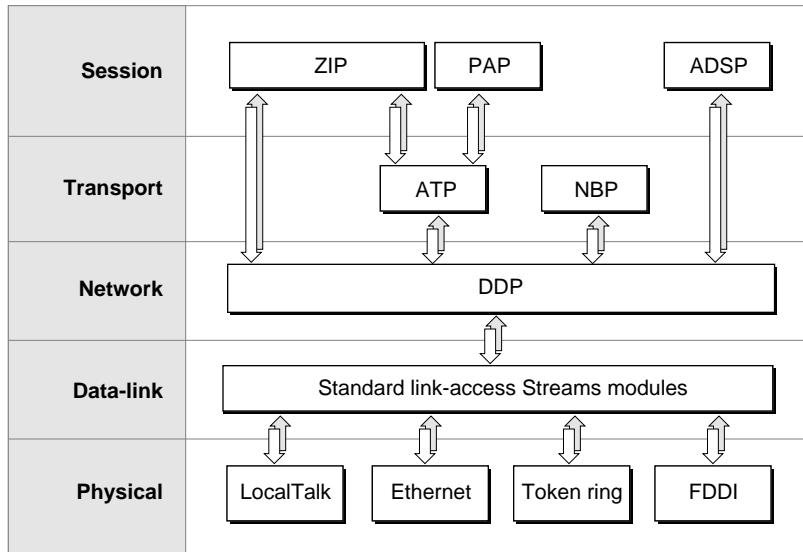 Session
ZIP
PAP
ADSP
Transport
ATP
NBP
Network
DDP
Data-link
Standard link-access Streams modules
Physical
LocalTalk
Ethernet
Token ring
FDDI